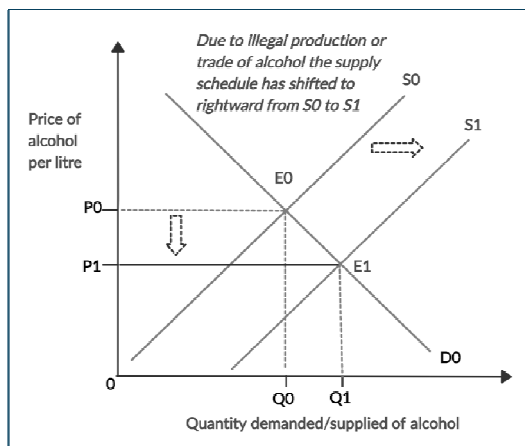 Due to illegal production or
trade of alcohol the supply
schedule has shifted to
rightward from S0 to S1
S0
S1
Price of
alcohol
per litre
E0
P0
P1
E1
D0
0
Q0
Q1
Quantity demanded/supplied of alcohol